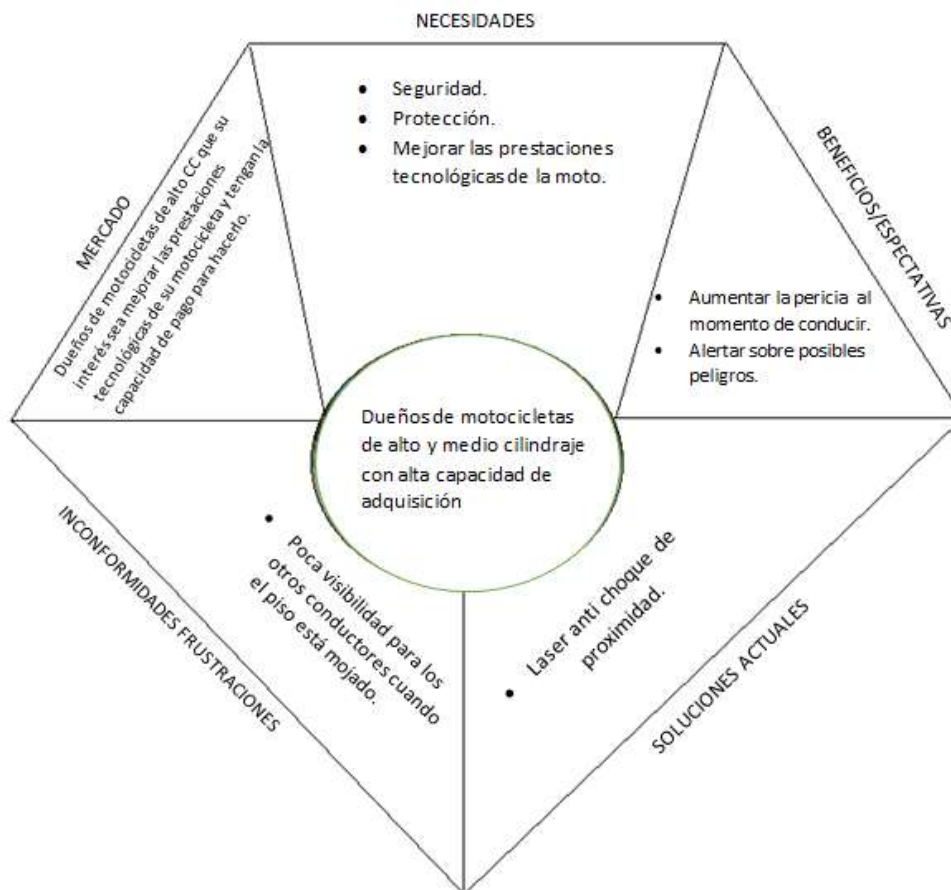 NECESIDADES
• Seguridad.
• Protección.
• Mejorar las prestaciones
tecnológicas de la moto.
MERCADO
Dueños de motocicletas de alto CC que su
interés sea mejorar las prestaciones
tecnológicas de su motocicleta y tengan la
capacidad de pago para hacerlo.
BENEFICIOS/ESPECTATIVAS
• Aumentar la pericia al
momento de conducir.
• Alertar sobre posibles
peligros.
Dueños de motocicletas
de alto y medio cilindraje
con alta capacidad de
adquisición
INCONFORMIDADES FRUSTRACIONES
• Poca visibilidad para los
otros conductores cuando
el piso está mojado.
• Laser anti choque de
proximidad.
SOLUCIONES ACTUALES